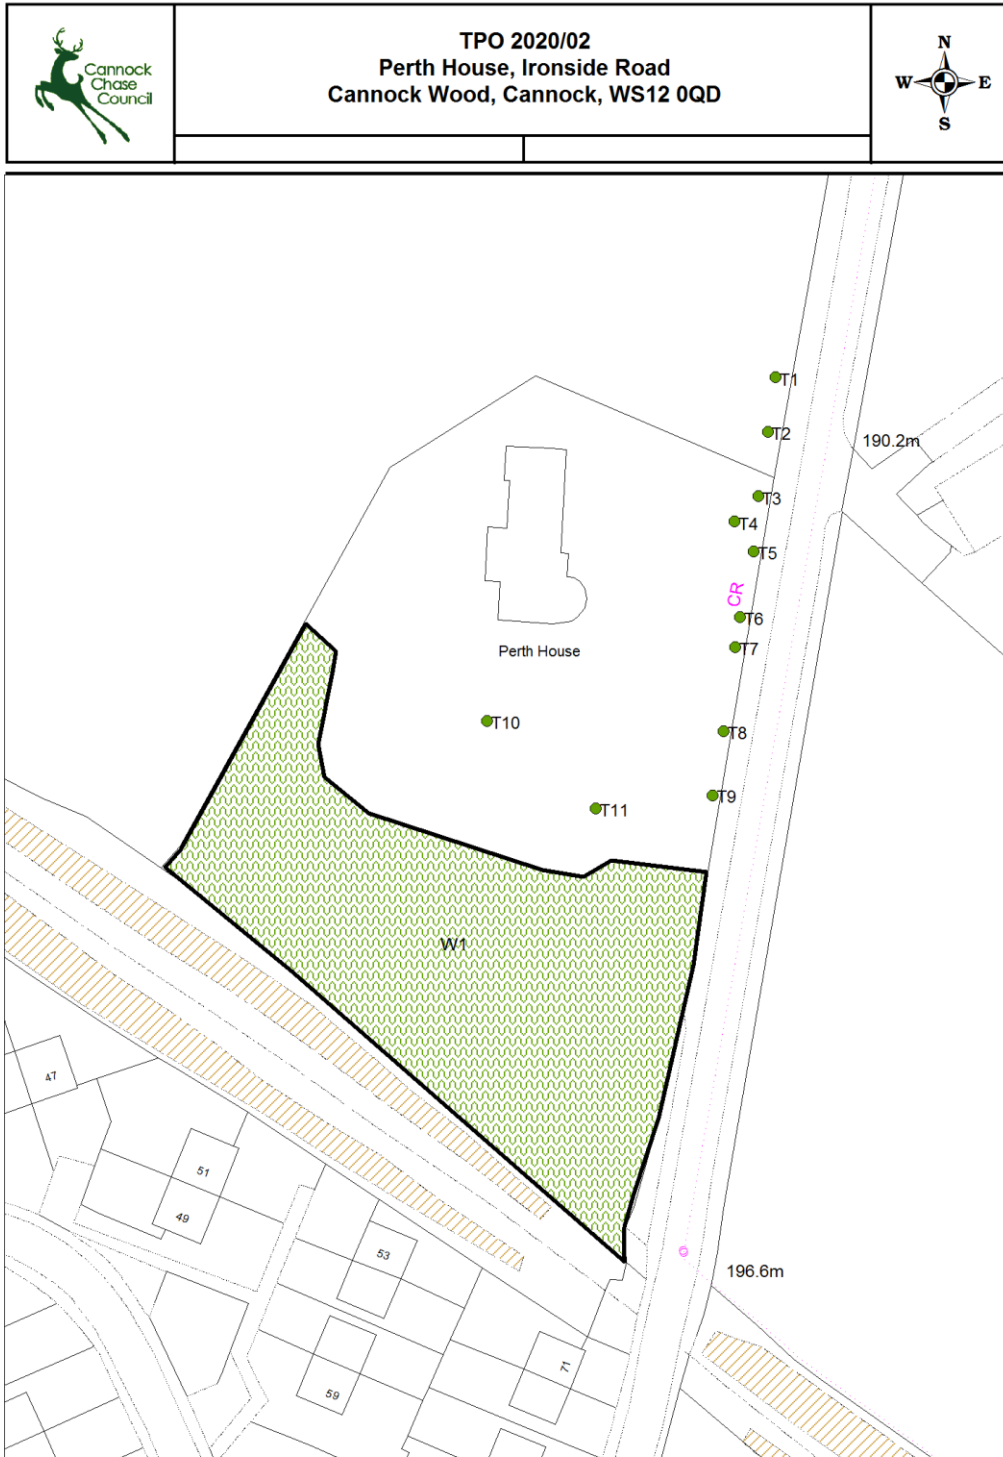 Cannock
Chase
Council
TPO 2020/02
Perth House, Ironside Road
Cannock Wood, Cannock, WS12 0QD
N
W E
S
T1
T2
190.2m
T3
T4
T5
CR
T6
T7
Perth House
T10
T8
T9
T11
W1
47
51
49
53
196.6m
71
59